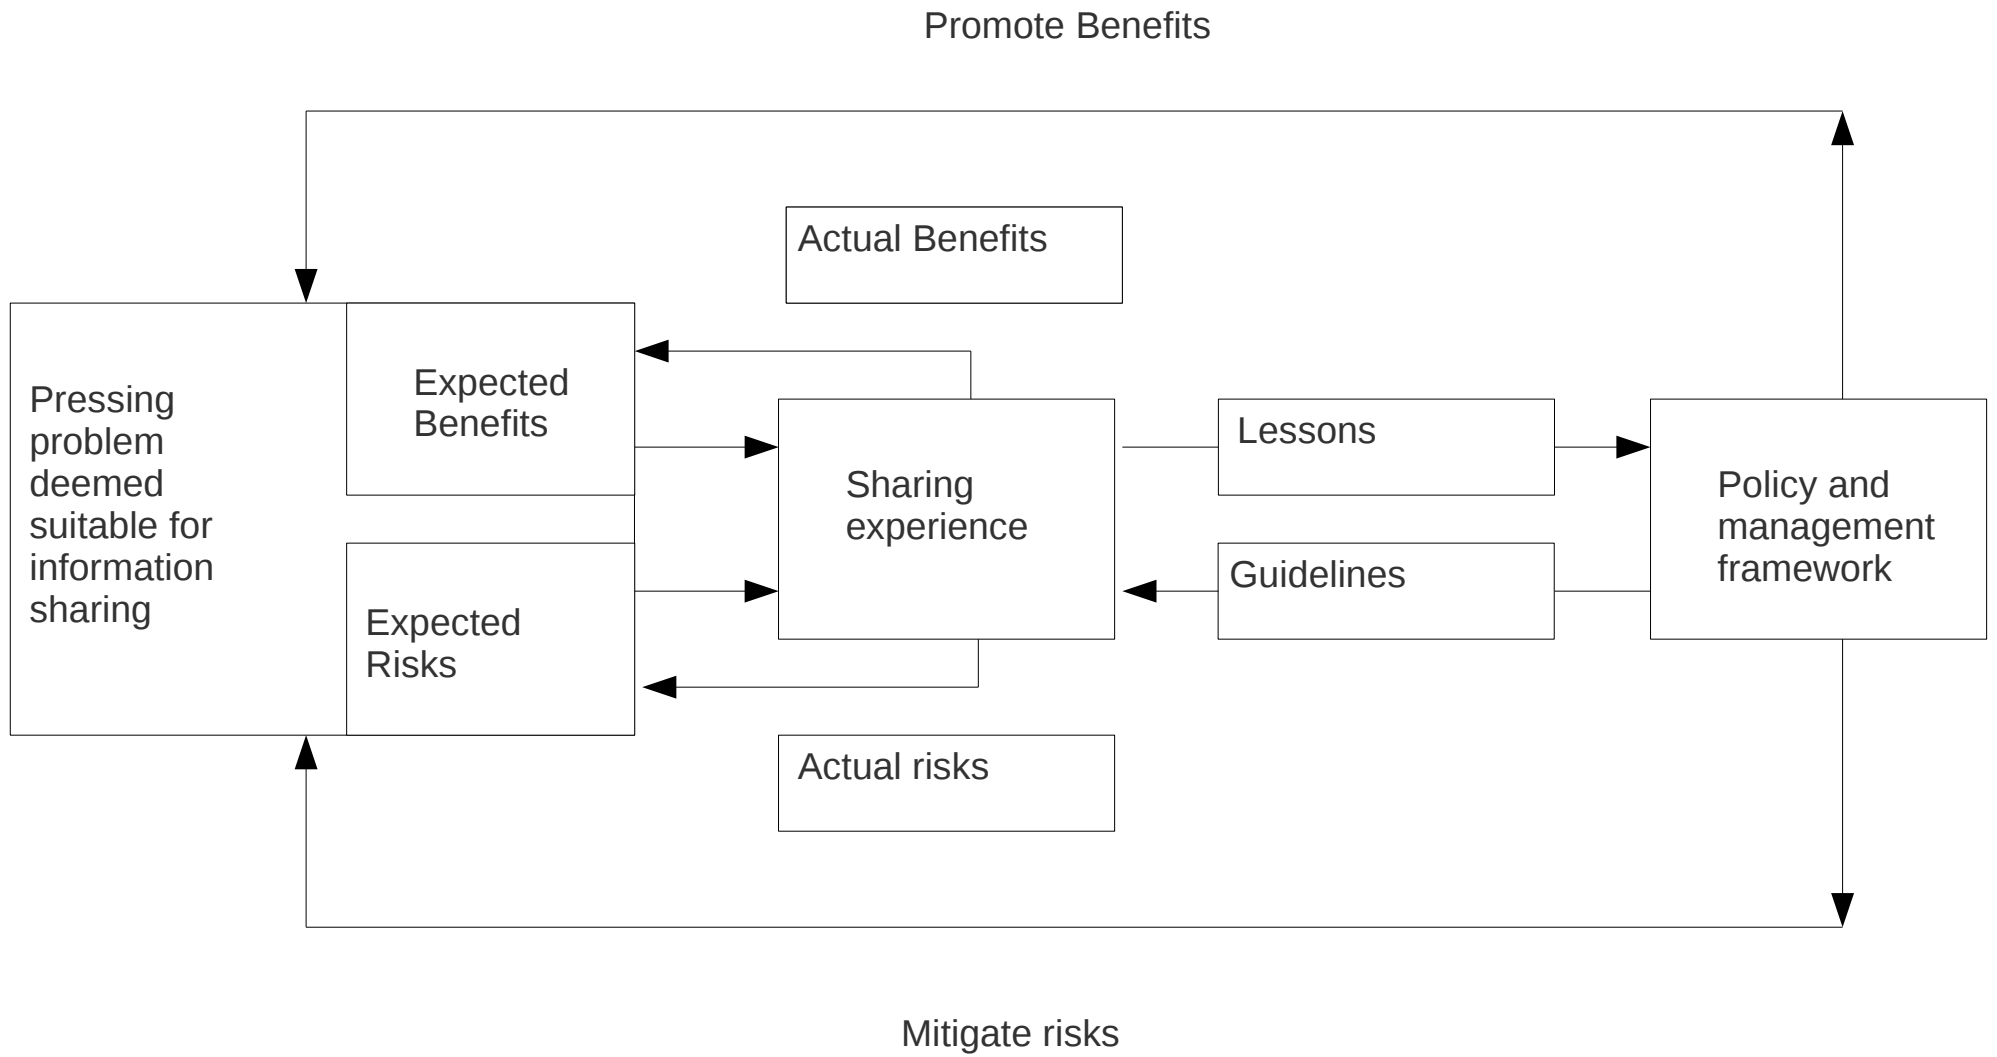 Promote Benefits
Actual Benefits
Pressing
problem
deemed
suitable for
information
sharing
Expected
Benefits
Expected
Risks
Sharing
experience
Lessons
Guidelines
Policy and
management
framework
Actual risks
Mitigate risks